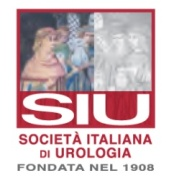 SIU
SOCIETÀ ITALIANA
DI UROLOGIA
FONDATA NEL 1908